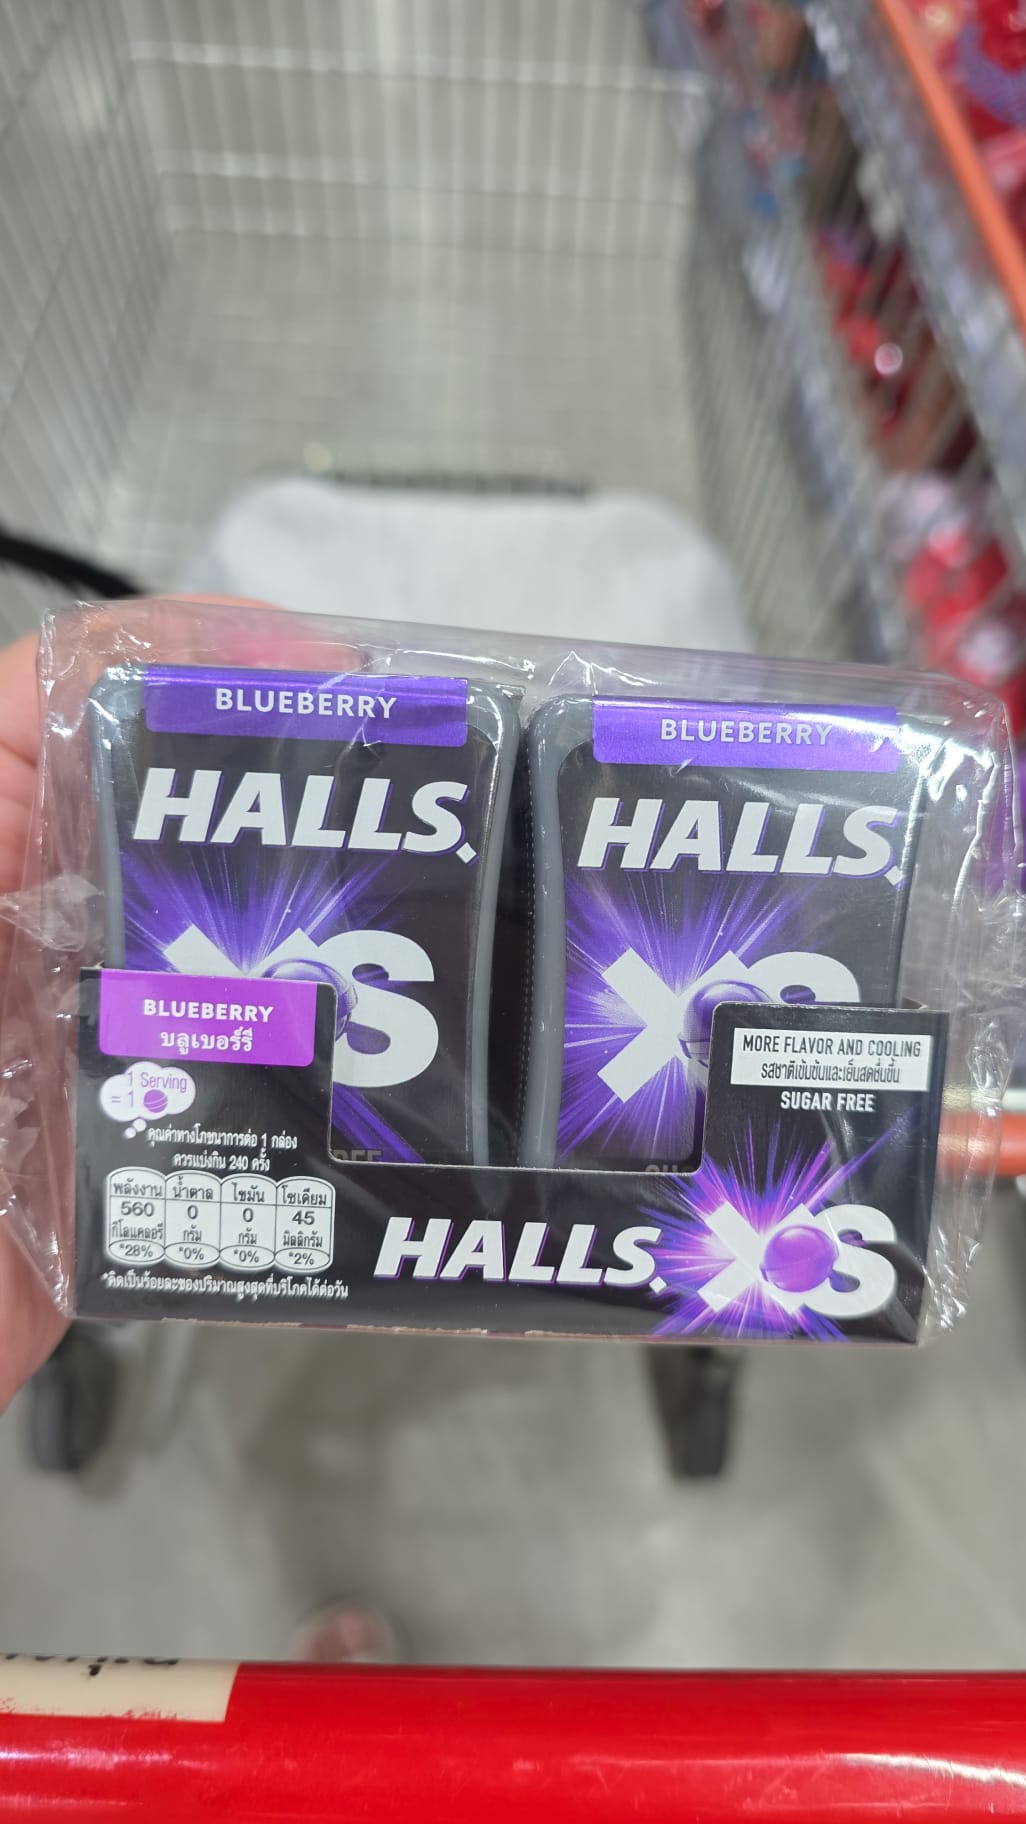 BLUEBERRY
HALLS
XS
BLUEBERRY
HALLS
XS
BLUEBERRY
บลูเบอร์รี่
1 Serving
= 1
คุณค่าทางโภชนาการต่อ 1 กล่อง
ควรแบ่งกิน 240 ครั้ง
พลังงาน น้ำตาล ไขมัน โซเดียม
560 0 0 45
กิโลแคลอรี กรัม กรัม มิลลิกรัม
*28% *0% *0% *2%
*คิดเป็นร้อยละของปริมาณสูงสุดที่บริโภคได้ต่อวัน
MORE FLAVOR AND COOLING
รสชาติเข้มข้นและเย็นสดชื่นขึ้น
SUGAR FREE
HALLS XS